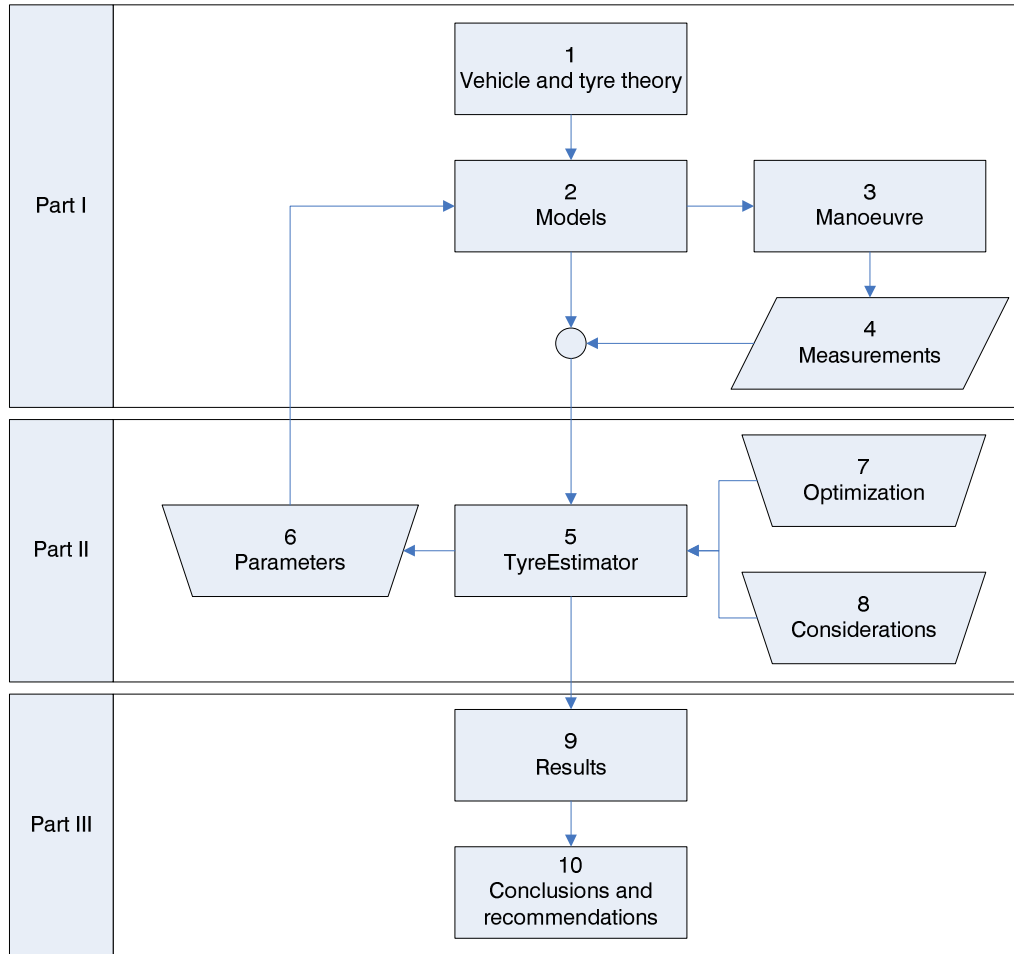 Part I
1
Vehicle and tyre theory
2
Models
3
Manoeuvre
4
Measurements
Part II
5
TyreEstimator
6
Parameters
7
Optimization
8
Considerations
Part III
9
Results
10
Conclusions and
recommendations